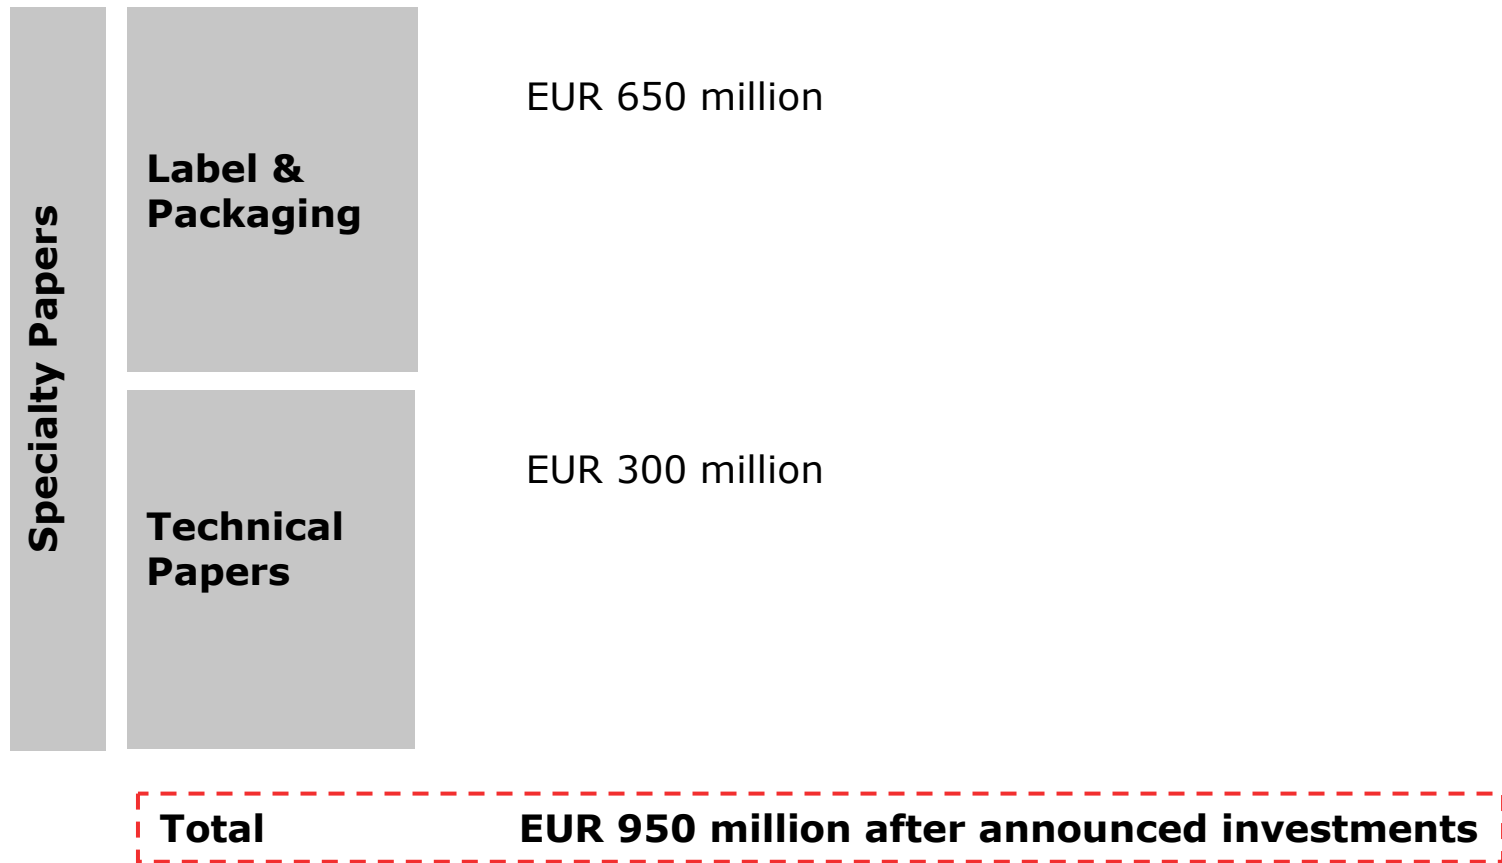 Specialty Papers
Label &
Packaging
EUR 650 million
Technical
Papers
EUR 300 million
Total EUR 950 million after announced investments